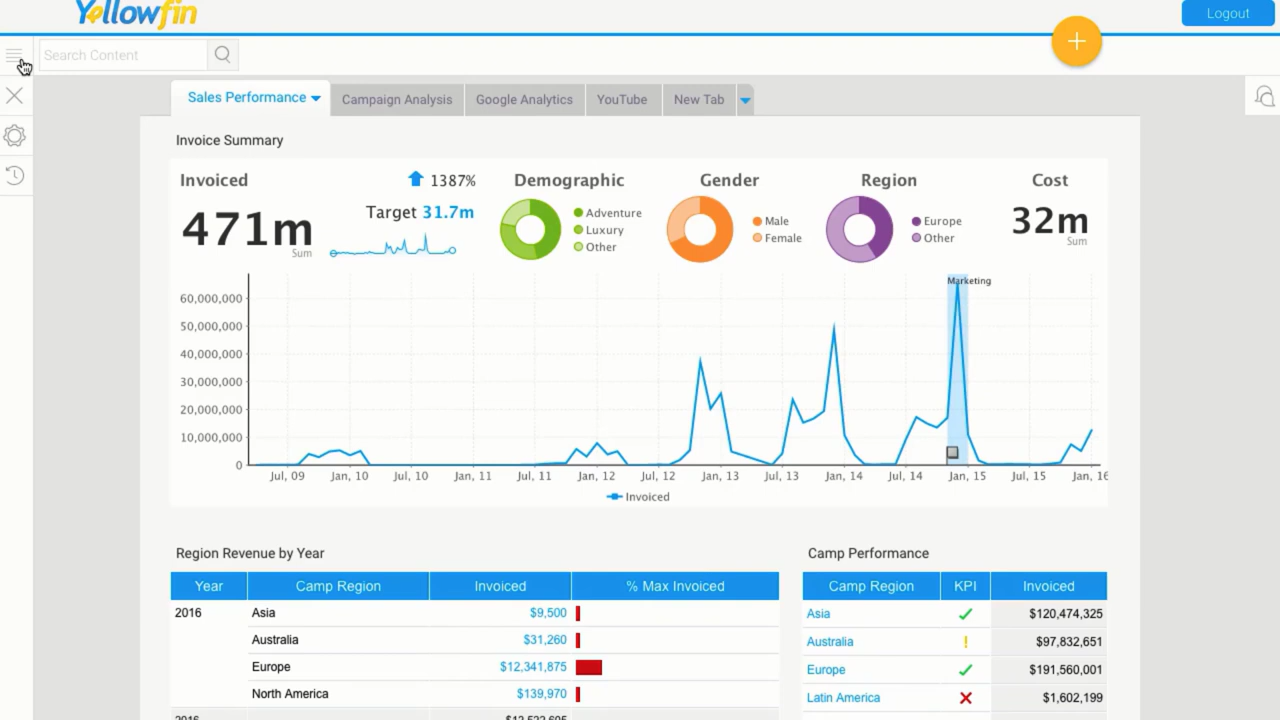 Yellowfin
Logout
Search Content
+
Sales Performance
Campaign Analysis
Google Analytics
YouTube
New Tab
Invoice Summary
Invoiced
1387%
471m
Sum
Target 31.7m
Demographic
Adventure
Luxury
Other
Gender
Male
Female
Region
Europe
Other
Cost
32m
Sum
Marketing
60,000,000
50,000,000
40,000,000
30,000,000
20,000,000
10,000,000
0
Jul, 09 Jan, 10 Jul, 10 Jan, 11 Jul, 11 Jan, 12 Jul, 12 Jan, 13 Jul, 13 Jan, 14 Jul, 14 Jan, 15 Jul, 15 Jan, 16
Invoiced
Region Revenue by Year
Year Camp Region Invoiced % Max Invoiced
2016 Asia $9,500
Australia $31,260
Europe $12,341,875
North America $139,970
Camp Performance
Camp Region KPI Invoiced
Asia $120,474,325
Australia ! $97,832,651
Europe $191,560,001
Latin America $1,602,199